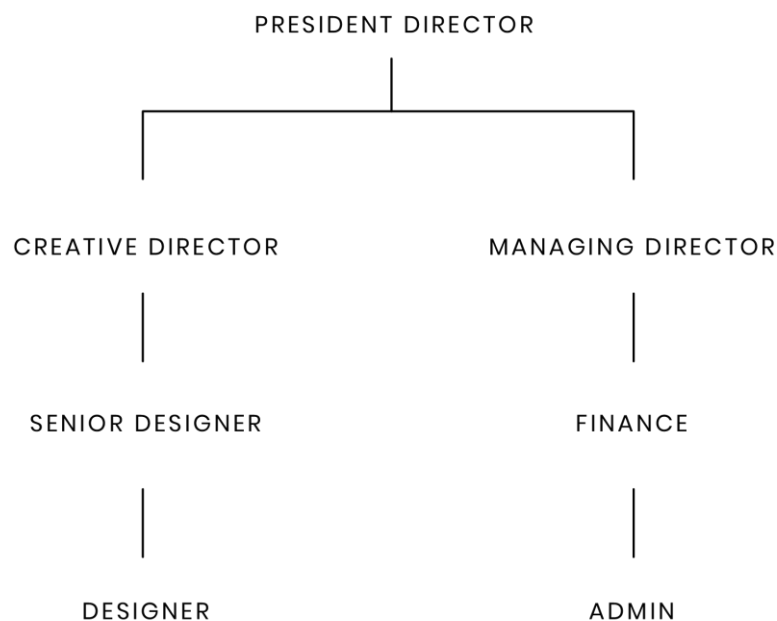 PRESIDENT DIRECTOR
CREATIVE DIRECTOR
MANAGING DIRECTOR
SENIOR DESIGNER
FINANCE
DESIGNER
ADMIN